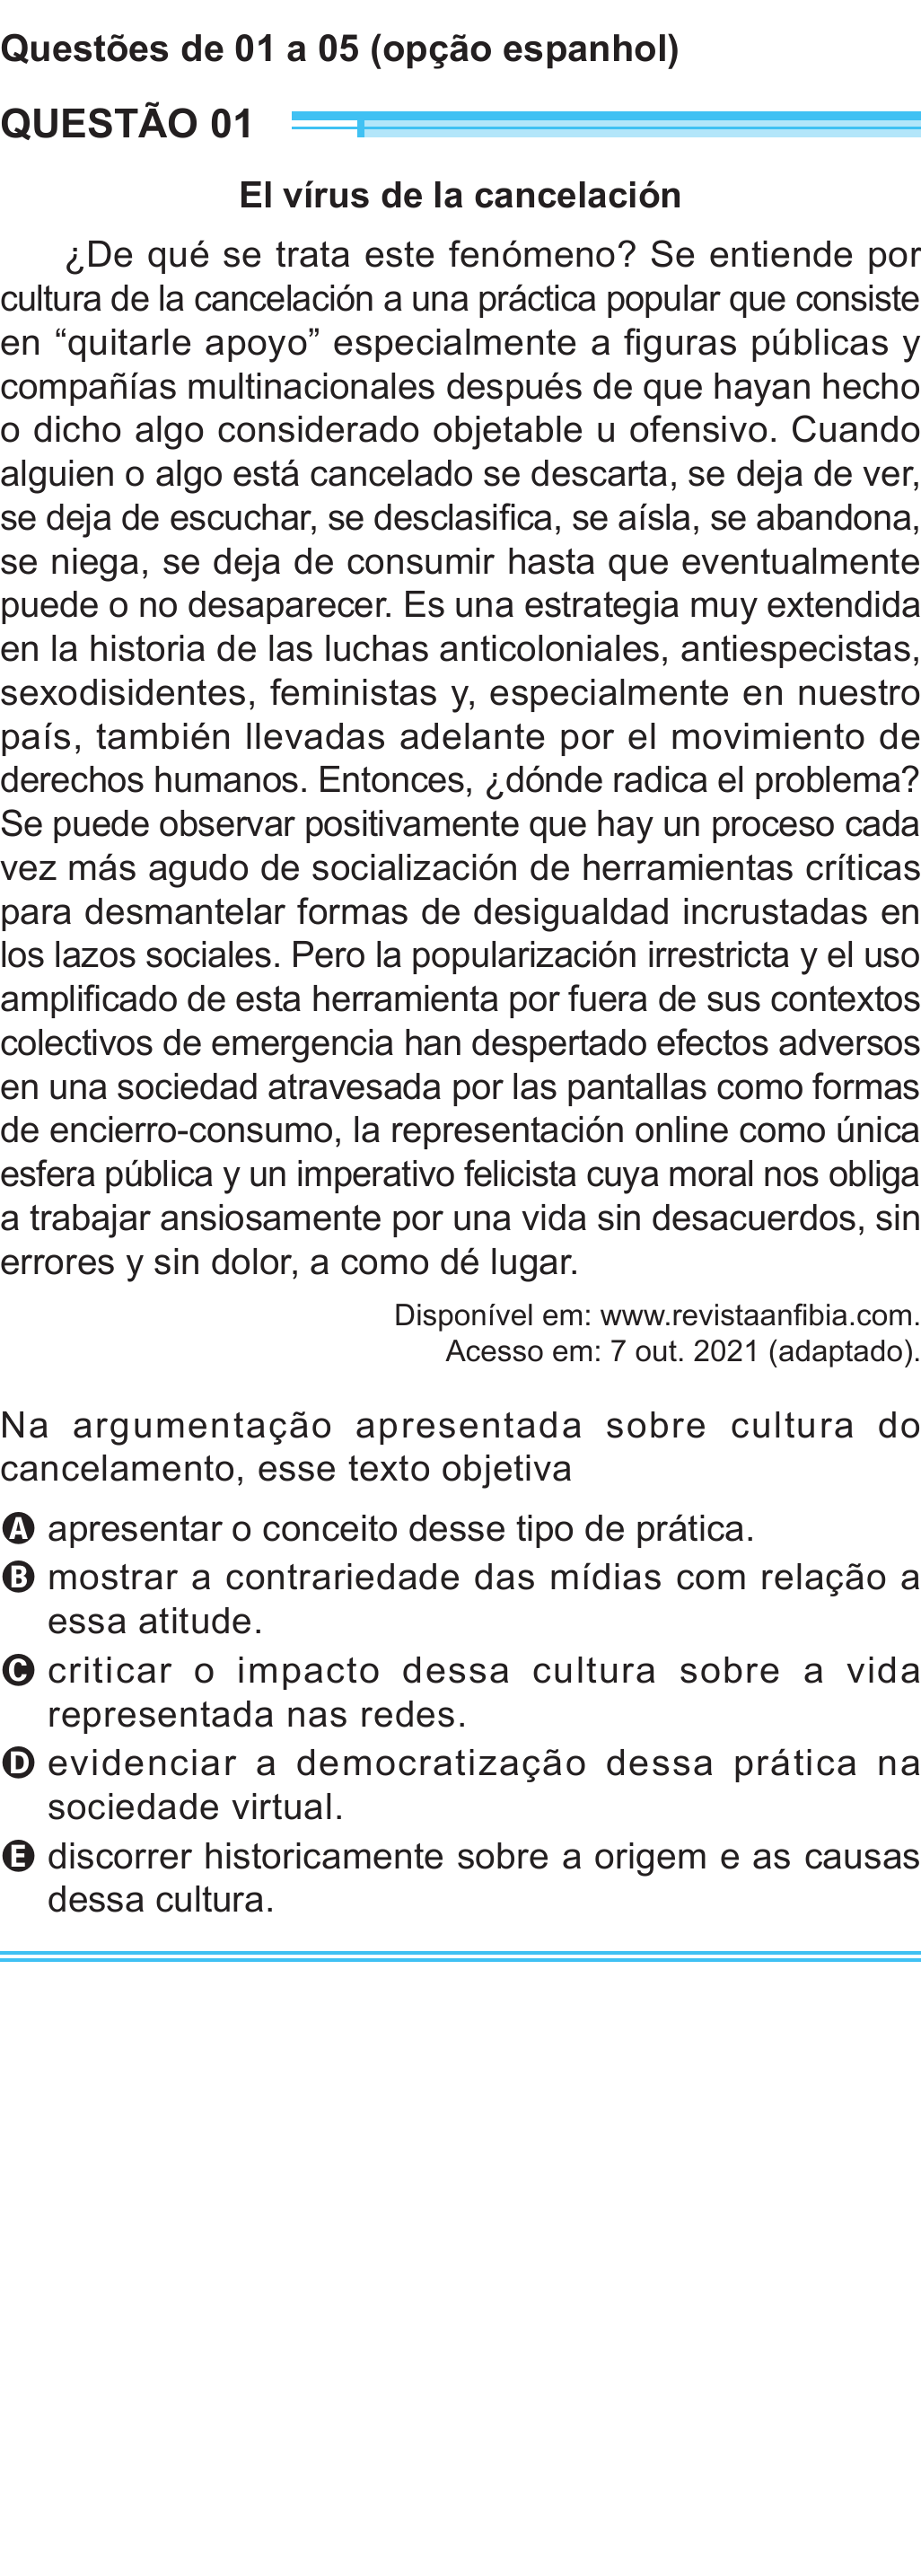 Questões de 01 a 05 (opção espanhol)
QUESTÃO 01
El vírus de la cancelación
¿De qué se trata este fenómeno? Se entiende por
cultura de la cancelación a una práctica popular que consiste
en “quitarle apoyo” especialmente a figuras públicas y
compañías multinacionales después de que hayan hecho
o dicho algo considerado objetable u ofensivo. Cuando
alguien o algo está cancelado se descarta, se deja de ver,
se deja de escuchar, se desclasifica, se aísla, se abandona,
se niega, se deja de consumir hasta que eventualmente
puede o no desaparecer. Es una estrategia muy extendida
en la historia de las luchas anticoloniales, antiespecistas,
sexodisidentes, feministas y, especialmente en nuestro
país, también llevadas adelante por el movimiento de
derechos humanos. Entonces, ¿dónde radica el problema?
Se puede observar positivamente que hay un proceso cada
vez más agudo de socialización de herramientas críticas
para desmantelar formas de desigualdad incrustadas en
los lazos sociales. Pero la popularización irrestricta y el uso
amplificado de esta herramienta por fuera de sus contextos
colectivos de emergencia han despertado efectos adversos
en una sociedad atravesada por las pantallas como formas
de encierro-consumo, la representación online como única
esfera pública y un imperativo felicista cuya moral nos obliga
a trabajar ansiosamente por una vida sin desacuerdos, sin
errores y sin dolor, a como dé lugar.
Disponível em: www.revistaanfibia.com.
Acesso em: 7 out. 2021 (adaptado).
Na argumentação apresentada sobre cultura do
cancelamento, esse texto objetiva
A apresentar o conceito desse tipo de prática.
B mostrar a contrariedade das mídias com relação a
essa atitude.
C criticar o impacto dessa cultura sobre a vida
representada nas redes.
D evidenciar a democratização dessa prática na
sociedade virtual.
E discorrer historicamente sobre a origem e as causas
dessa cultura.